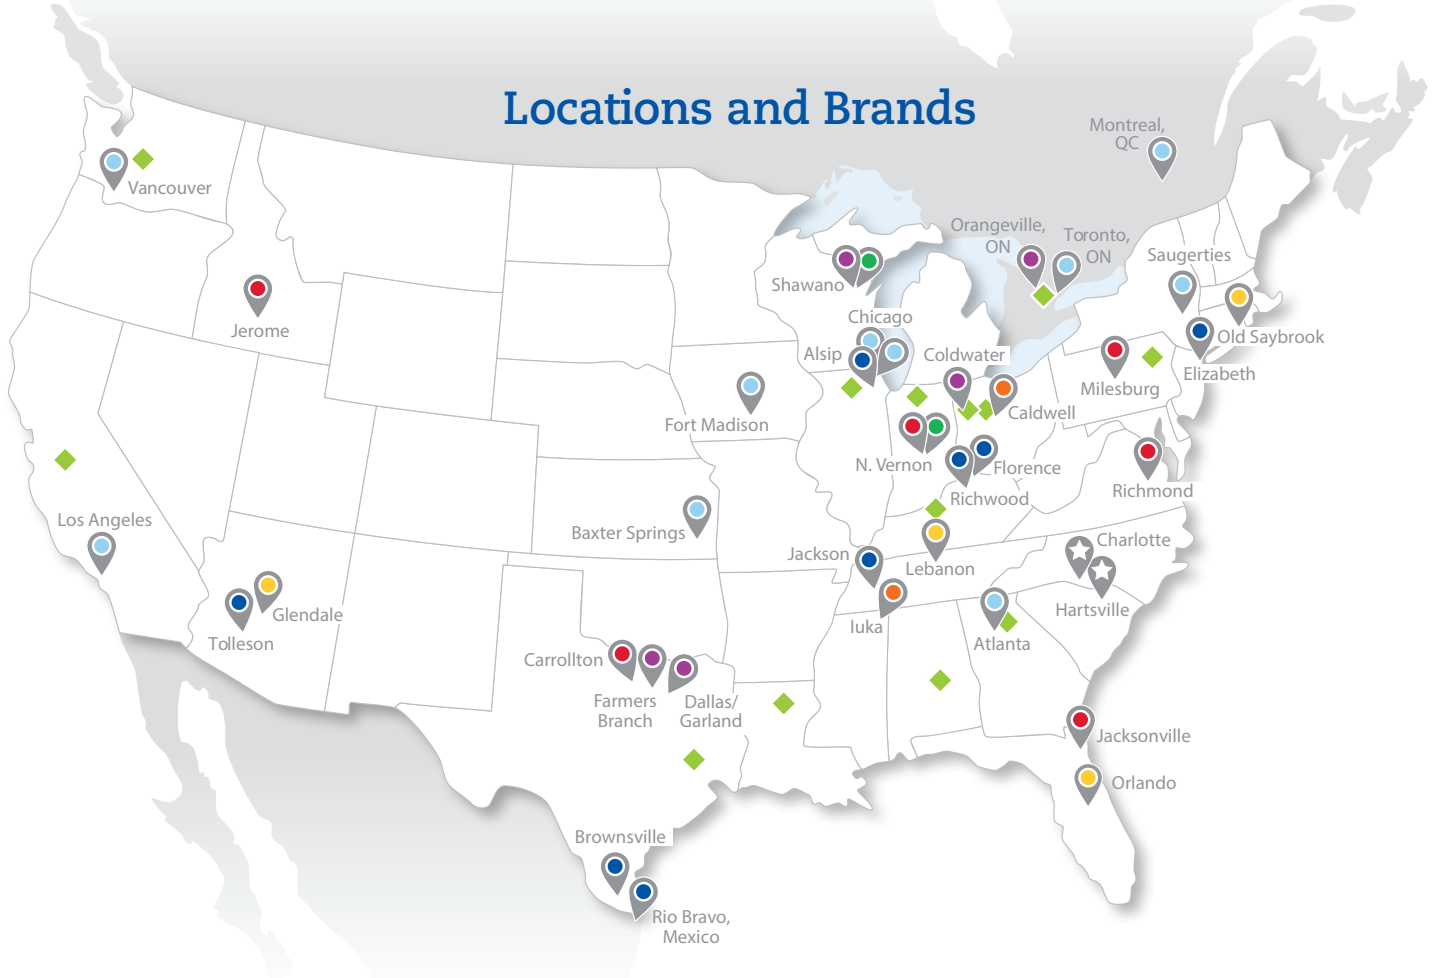 Locations and Brands
Montreal,
QC
Vancouver
Orangeville,
ON
Toronto,
ON
Saugerties
Shawano
Jerome
Chicago
Old Saybrook
Alsip
Coldwater
Elizabeth
Milesburg
Fort Madison
Caldwell
N. Vernon
Florence
Richmond
Richwood
Los Angeles
Baxter Springs
Charlotte
Jackson
Lebanon
Glendale
Hartsville
Iuka
Tolleson
Atlanta
Carrollton
Farmers
Branch
Dallas/
Garland
Jacksonville
Orlando
Brownsville
Rio Bravo,
Mexico